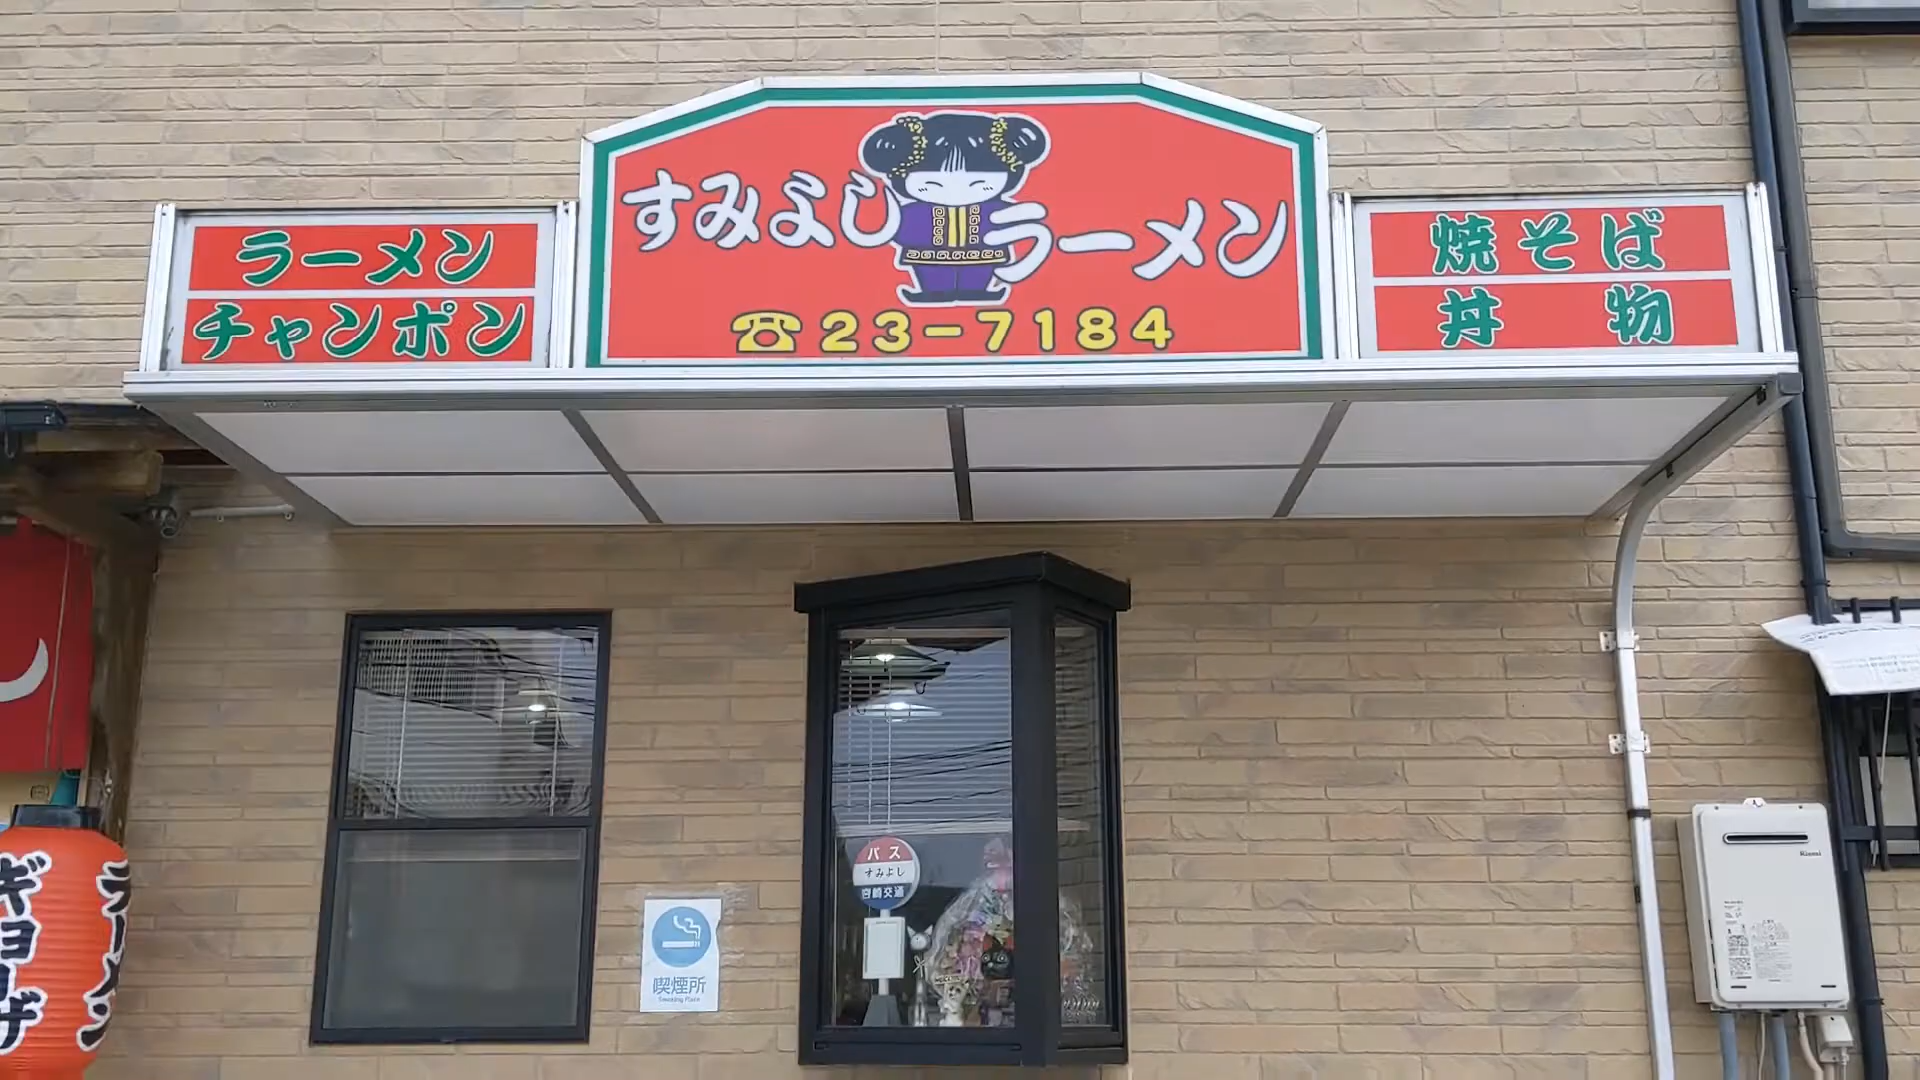 すみよしラーメン
☎23-7184
ラーメン
チャンポン
焼そば
丼物
ラーメン
ギョーザ
喫煙所
Smoking Place
バス
すみよし
宮崎交通
Rinnai